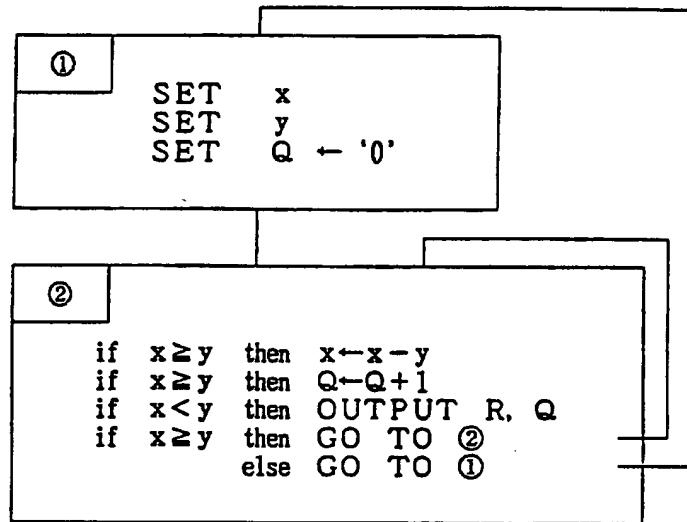 ①
SET x
SET y
SET Q ← '0'
②
if x≧y then x←x−y
if x≧y then Q←Q+1
if x<y then OUTPUT R, Q
if x≧y then GO TO ②
else GO TO ①